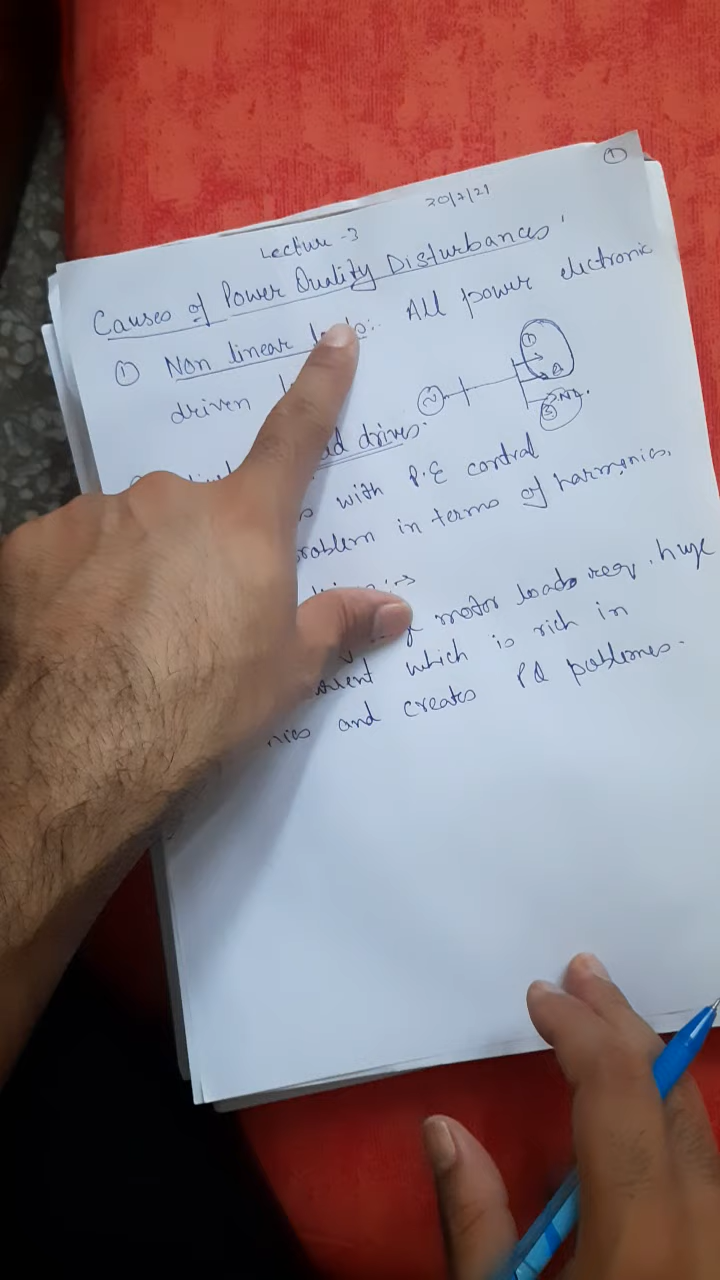 ①
20/7/21
Lecture -3
Causes of Power Quality Disturbances'
① Non linear All power electronic
driven
① ② ③ N.L.
drives.
with P.E control
problem in terms of harmonics.
motor loads req. huge
which is rich in
and creates PQ poblems.